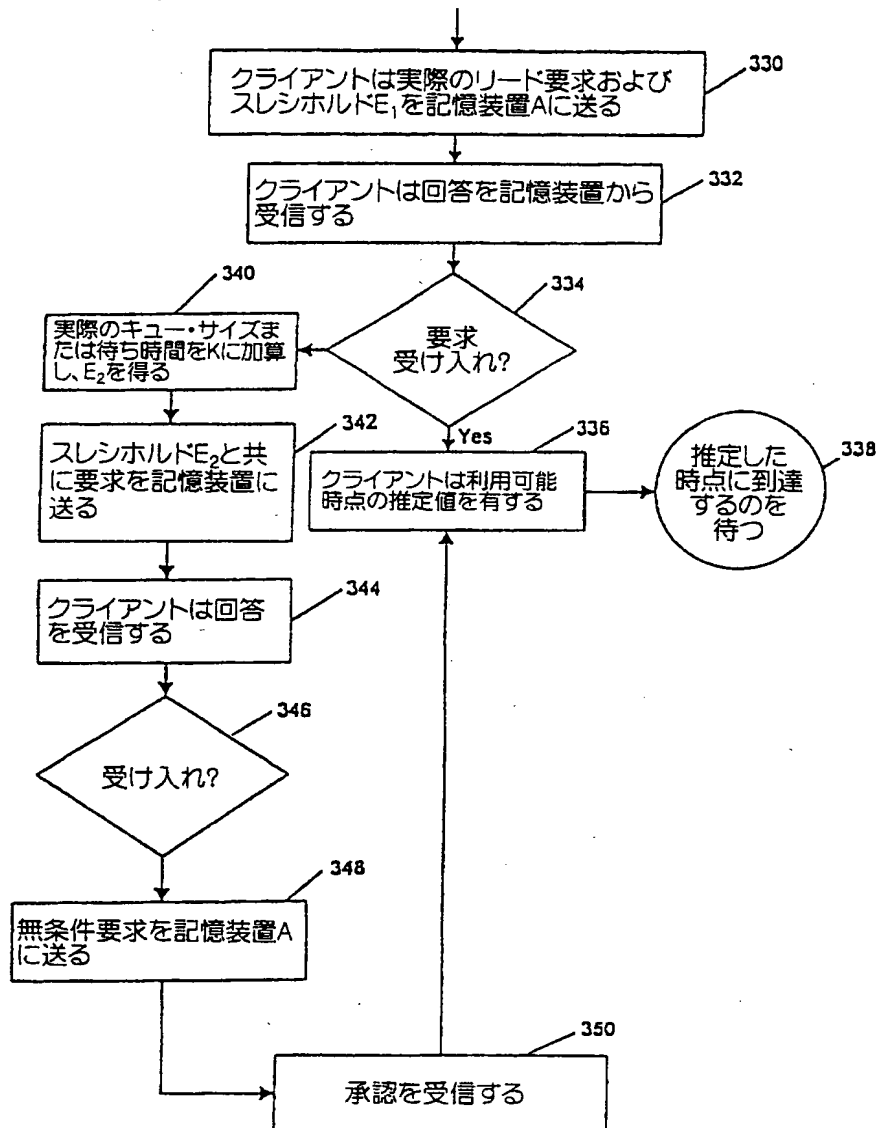 クライアントは実際のリード要求および
スレシホルドE₁を記憶装置Aに送る
330
クライアントは回答を記憶装置から
受信する
332
要求
受け入れ?
334
Yes
340
実際のキュー・サイズま
たは待ち時間をKに加算
し、E₂を得る
342
スレシホルドE₂と共
に要求を記憶装置に
送る
336
クライアントは利用可能
時点の推定値を有する
推定した
時点に到達
するのを
待つ
338
クライアントは回答
を受信する
344
受け入れ?
346
無条件要求を記憶装置A
に送る
348
承認を受信する
350